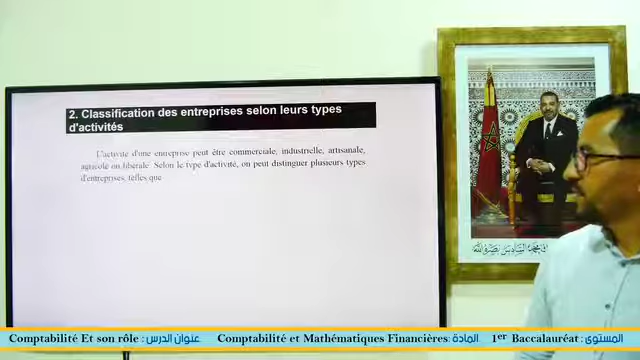 2. Classification des entreprises selon leurs types
d'activités
L'activité d'une entreprise peut être commerciale, industrielle, artisanale,
agricole ou libérale. Selon le type d'activité, on peut distinguer plusieurs types
d'entreprises, telles que
Comptabilité Et son rôle : عنوان الدرس Comptabilité et Mathématiques Financières : المادة 1er Baccalauréat : المستوى